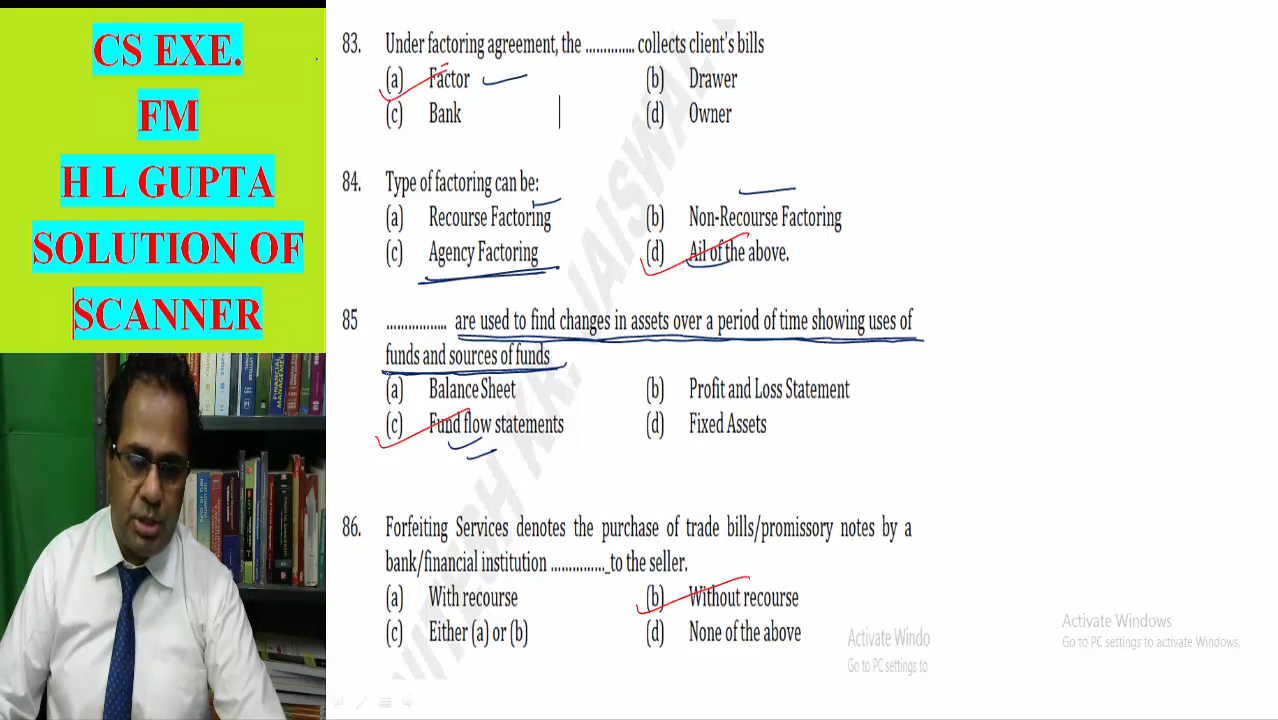 CS EXE.
FM
H L GUPTA
SOLUTION OF
SCANNER
83. Under factoring agreement, the .............. collects client's bills
(a) Factor (b) Drawer
(c) Bank (d) Owner
84. Type of factoring can be:
(a) Recourse Factoring (b) Non-Recourse Factoring
(c) Agency Factoring (d) Ail of the above.
85 ................. are used to find changes in assets over a period of time showing uses of
funds and sources of funds
(a) Balance Sheet (b) Profit and Loss Statement
(c) Fund flow statements (d) Fixed Assets
86. Forfeiting Services denotes the purchase of trade bills/promissory notes by a
bank/financial institution ..............._to the seller.
(a) With recourse (b) Without recourse
(c) Either (a) or (b) (d) None of the above
KR. JAISWAL
Activate Windo
Go to PC settings to
Activate Windows
Go to PC settings to activate Windows.